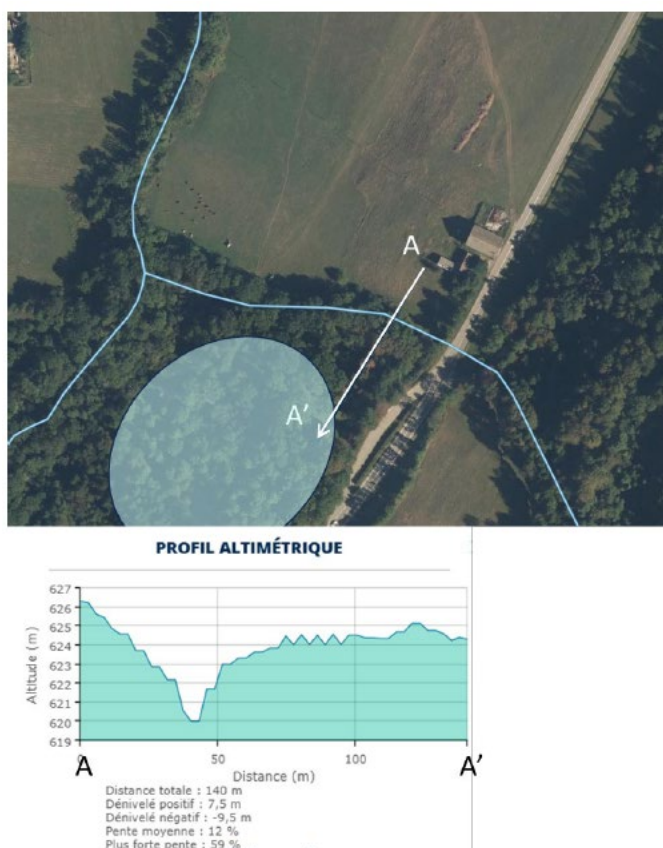 A
A'
PROFIL ALTIMÉTRIQUE
627
626
625
624
623
622
621
620
619
Altitude (m)
0
50
100
A
A'
Distance (m)
Distance totale : 140 m
Dénivelé positif : 7,5 m
Dénivelé négatif : -9,5 m
Pente moyenne : 12 %
Plus forte pente : 59 %